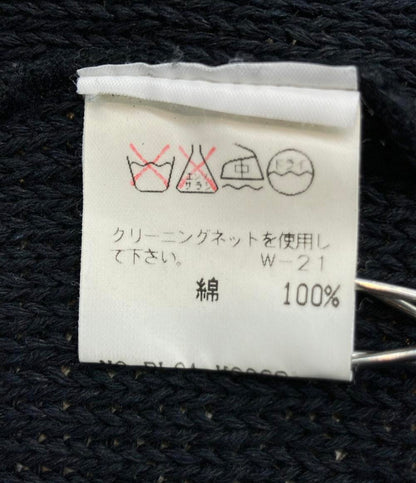 エンソ サラシ 中 ドライ
クリーニングネットを使用し
て下さい。 W-21
綿 100%